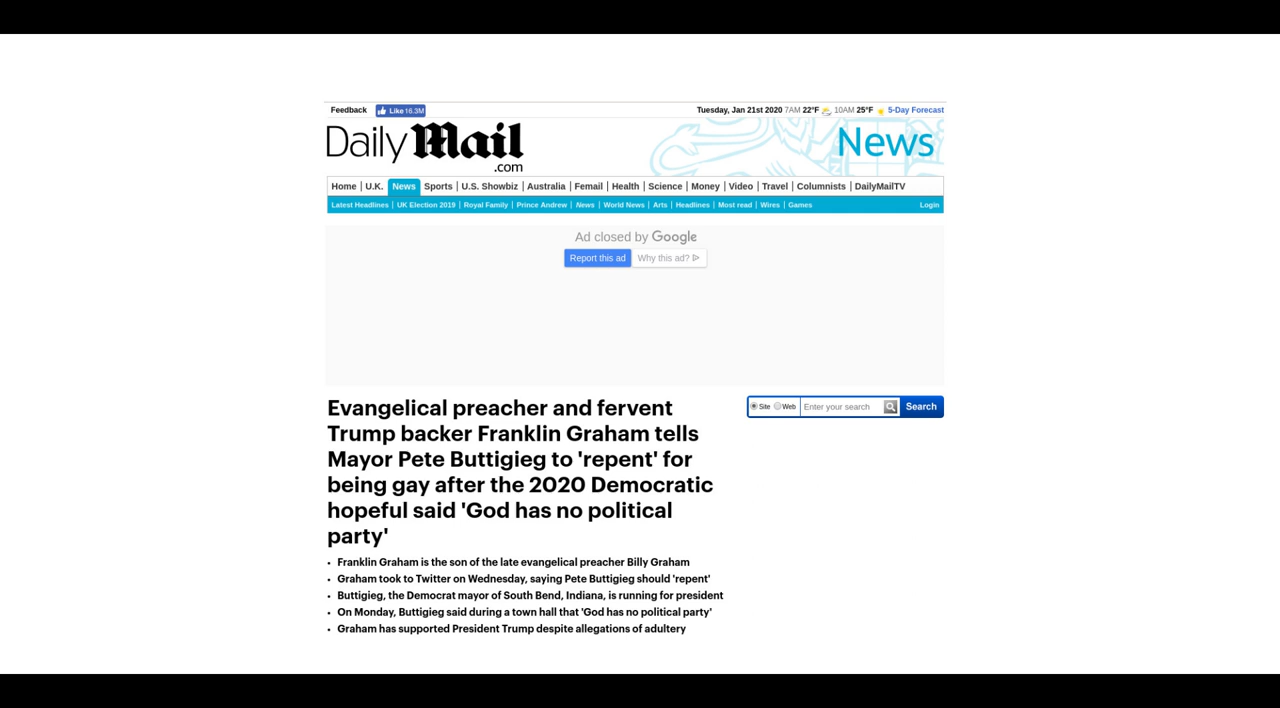 Feedback Like 16.3M Tuesday, Jan 21st 2020 7AM 22°F 10AM 25°F 5-Day Forecast
Daily Mail
.com
News
Home U.K. News Sports U.S. Showbiz Australia Femail Health Science Money Video Travel Columnists DailyMailTV
Latest Headlines UK Election 2019 Royal Family Prince Andrew News World News Arts Headlines Most read Wires Games Login
Ad closed by Google
Report this ad Why this ad?
Site Web Enter your search Search
Evangelical preacher and fervent
Trump backer Franklin Graham tells
Mayor Pete Buttigieg to 'repent' for
being gay after the 2020 Democratic
hopeful said 'God has no political
party'
• Franklin Graham is the son of the late evangelical preacher Billy Graham
• Graham took to Twitter on Wednesday, saying Pete Buttigieg should 'repent'
• Buttigieg, the Democrat mayor of South Bend, Indiana, is running for president
• On Monday, Buttigieg said during a town hall that 'God has no political party'
• Graham has supported President Trump despite allegations of adultery